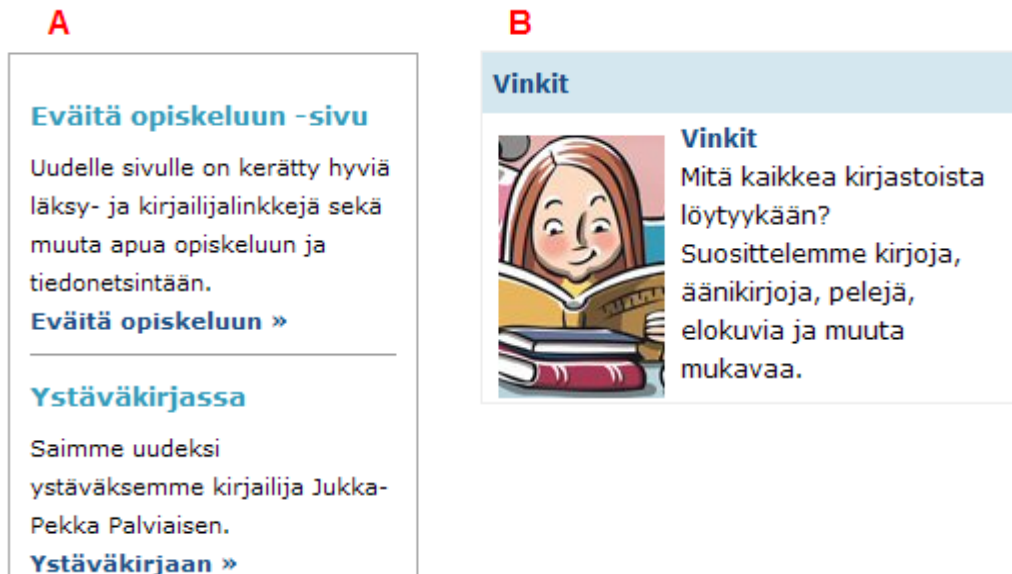 A
Eväitä opiskeluun -sivu
Uudelle sivulle on kerätty hyviä
läksy- ja kirjailijalinkkejä sekä
muuta apua opiskeluun ja
tiedonetsintään.
Eväitä opiskeluun »
Ystäväkirjassa
Saimme uudeksi
ystäväksemme kirjailija Jukka-
Pekka Palviaisen.
Ystäväkirjaan »
B
Vinkit
Vinkit
Mitä kaikkea kirjastoista
löytyykään?
Suosittelemme kirjoja,
äänikirjoja, pelejä,
elokuvia ja muuta
mukavaa.